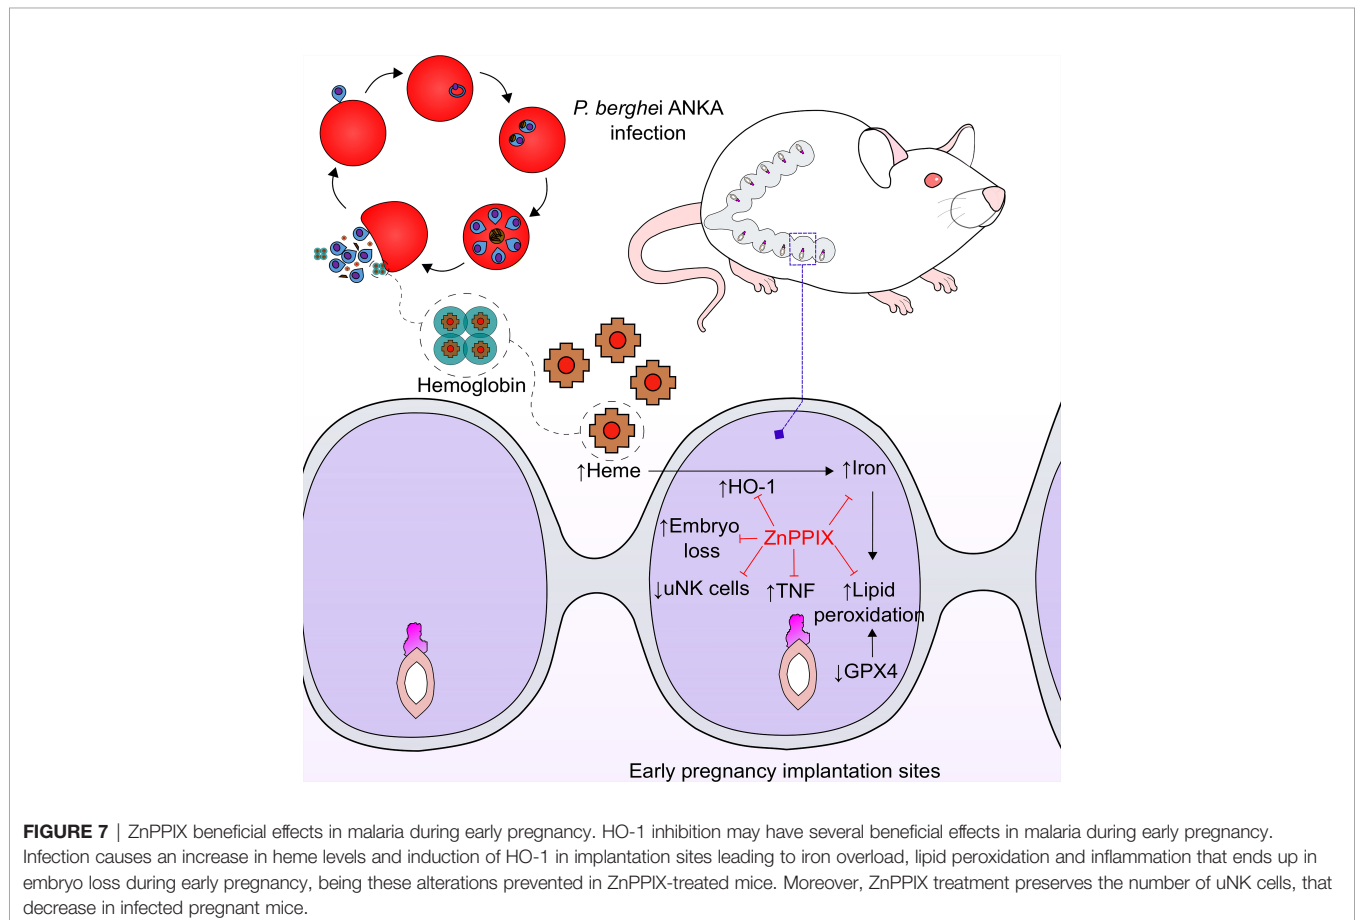 P. berghei ANKA
infection
Hemoglobin
↑Heme
↑Iron
↑HO-1
↑Embryo
loss
ZnPPIX
↓uNK cells
↑TNF
↑Lipid
peroxidation
↓GPX4
Early pregnancy implantation sites
FIGURE 7 | ZnPPIX beneficial effects in malaria during early pregnancy. HO-1 inhibition may have several beneficial effects in malaria during early pregnancy.
Infection causes an increase in heme levels and induction of HO-1 in implantation sites leading to iron overload, lipid peroxidation and inflammation that ends up in
embryo loss during early pregnancy, being these alterations prevented in ZnPPIX-treated mice. Moreover, ZnPPIX treatment preserves the number of uNK cells, that
decrease in infected pregnant mice.